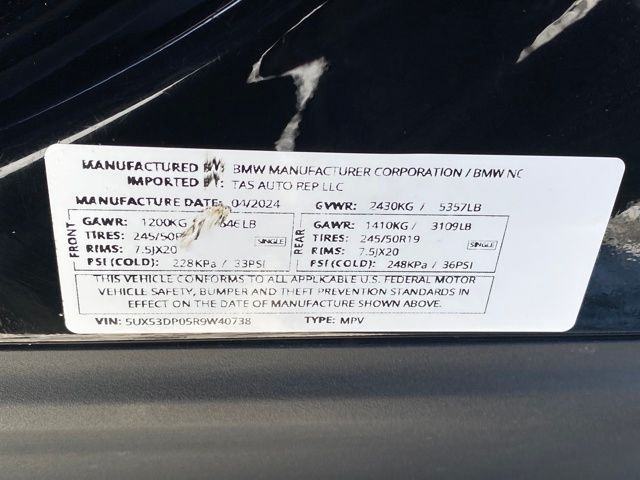 MANUFACTURED BY: BMW MANUFACTURER CORPORATION / BMW NC
IMPORTED BY: TAS AUTO REP LLC
MANUFACTURE DATE: 04/2024 GVWR: 2430KG / 5357LB
FRONT
GAWR: 1200KG 646LB
TIRES: 245/50R
RIMS: 7.5JX20
SINGLE
PSI (COLD): 228KPa / 33PSI
REAR
GAWR: 1410KG / 3109LB
TIRES: 245/50R19
RIMS: 7.5JX20
SINGLE
PSI (COLD): 248KPa / 36PSI
THIS VEHICLE CONFORMS TO ALL APPLICABLE U.S. FEDERAL MOTOR
VEHICLE SAFETY, BUMPER AND THEFT PREVENTION STANDARDS IN
EFFECT ON THE DATE OF MANUFACTURE SHOWN ABOVE.
VIN: 5UX53DP05R9W40738 TYPE: MPV